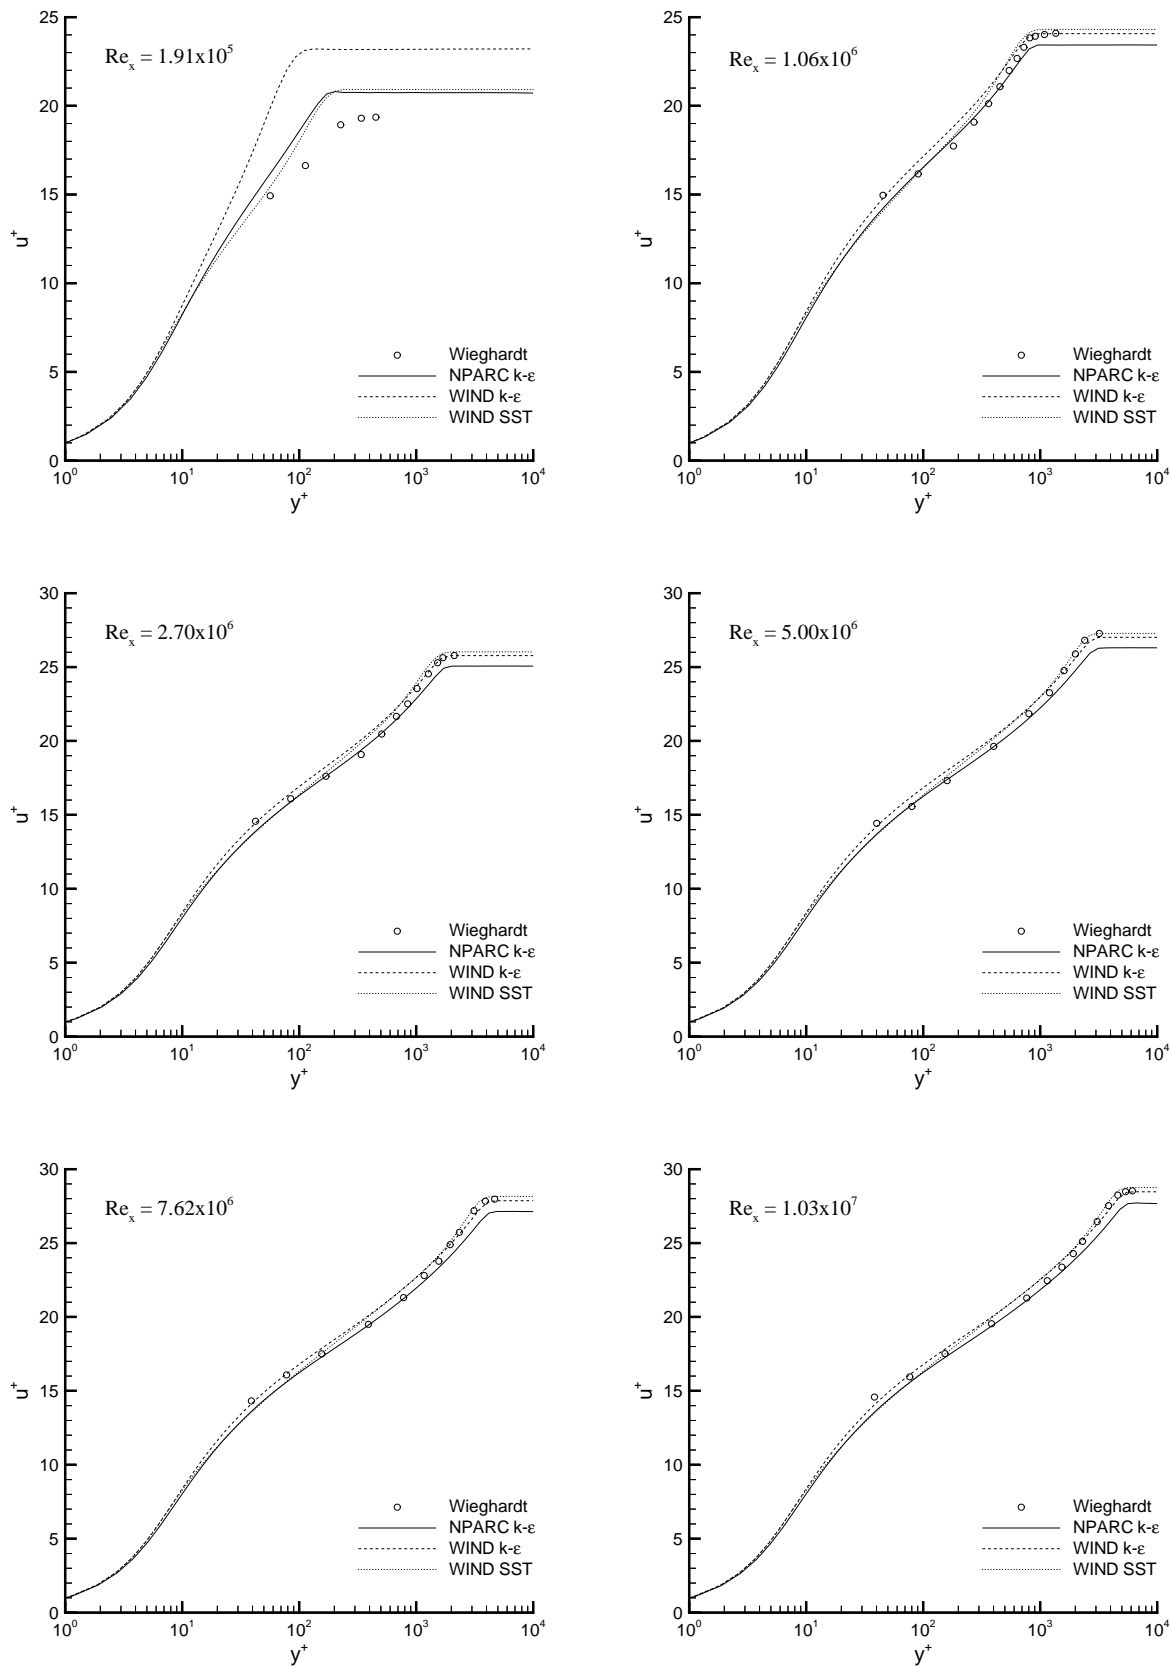 Re_x = 1.91x10^5
u^+
25
20
15
10
5
0
Wieghardt
NPARC k-ε
WIND k-ε
WIND SST
10^0 10^1 10^2 10^3 10^4
y^+
Re_x = 1.06x10^6
u^+
25
20
15
10
5
0
Wieghardt
NPARC k-ε
WIND k-ε
WIND SST
10^0 10^1 10^2 10^3 10^4
y^+
Re_x = 2.70x10^6
u^+
30
25
20
15
10
5
0
Wieghardt
NPARC k-ε
WIND k-ε
WIND SST
10^0 10^1 10^2 10^3 10^4
y^+
Re_x = 5.00x10^6
u^+
30
25
20
15
10
5
0
Wieghardt
NPARC k-ε
WIND k-ε
WIND SST
10^0 10^1 10^2 10^3 10^4
y^+
Re_x = 7.62x10^6
u^+
30
25
20
15
10
5
0
Wieghardt
NPARC k-ε
WIND k-ε
WIND SST
10^0 10^1 10^2 10^3 10^4
y^+
Re_x = 1.03x10^7
u^+
30
25
20
15
10
5
0
Wieghardt
NPARC k-ε
WIND k-ε
WIND SST
10^0 10^1 10^2 10^3 10^4
y^+